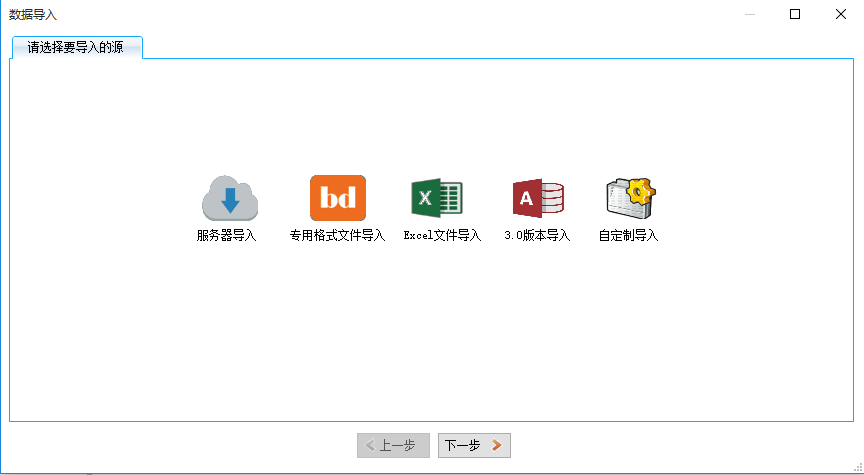 数据导入
请选择要导入的源
bd
X
A
服务器导入
专用格式文件导入
Excel文件导入
3.0版本导入
自定制导入
上一步
下一步